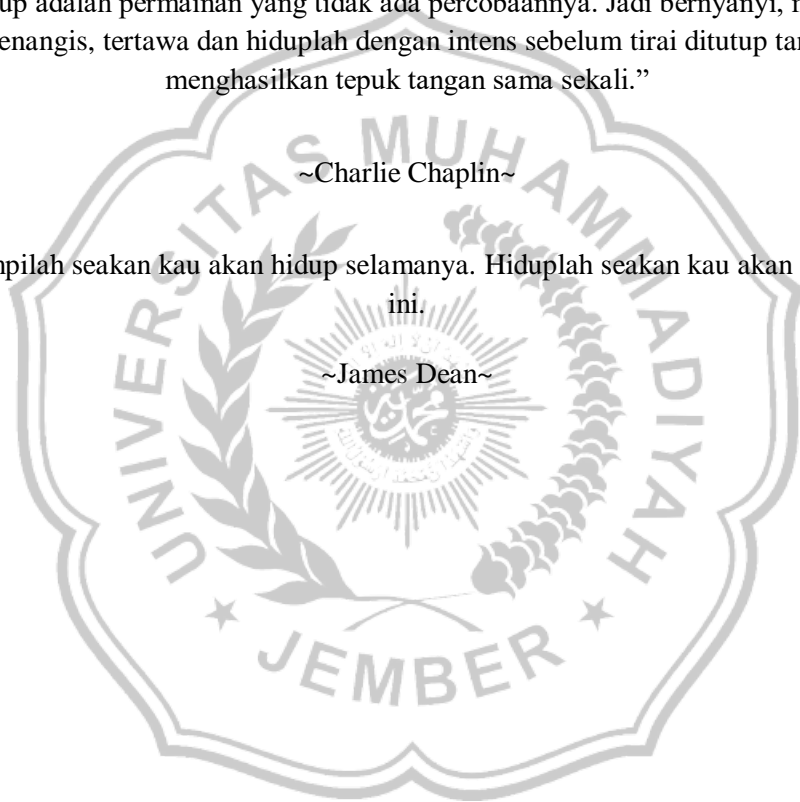 up adalah permainan yang tidak ada percobaannya. Jadi bernyanyi,
enangis, tertawa dan hiduplah dengan intens sebelum tirai ditutup
menghasilkan tepuk tangan sama sekali.”
~Charlie Chaplin~
pilah seakan kau akan hidup selamanya. Hiduplah seakan kau akan
ini.
~James Dean~
UNIVERSITAS MUHAMMADIYAH
JEMBER